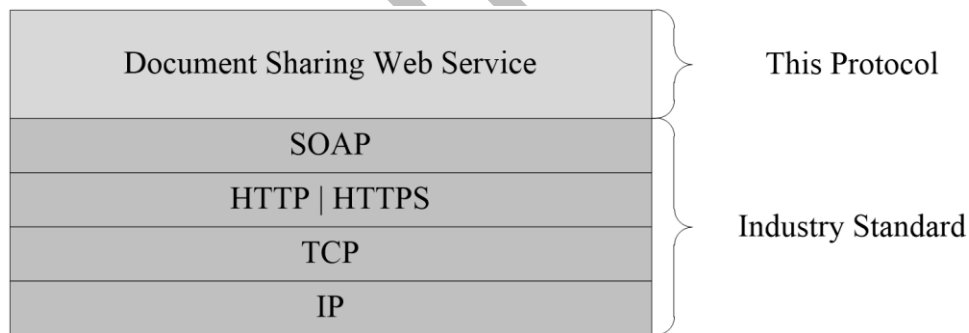 Document Sharing Web Service
This Protocol
SOAP
HTTP | HTTPS
Industry Standard
TCP
IP